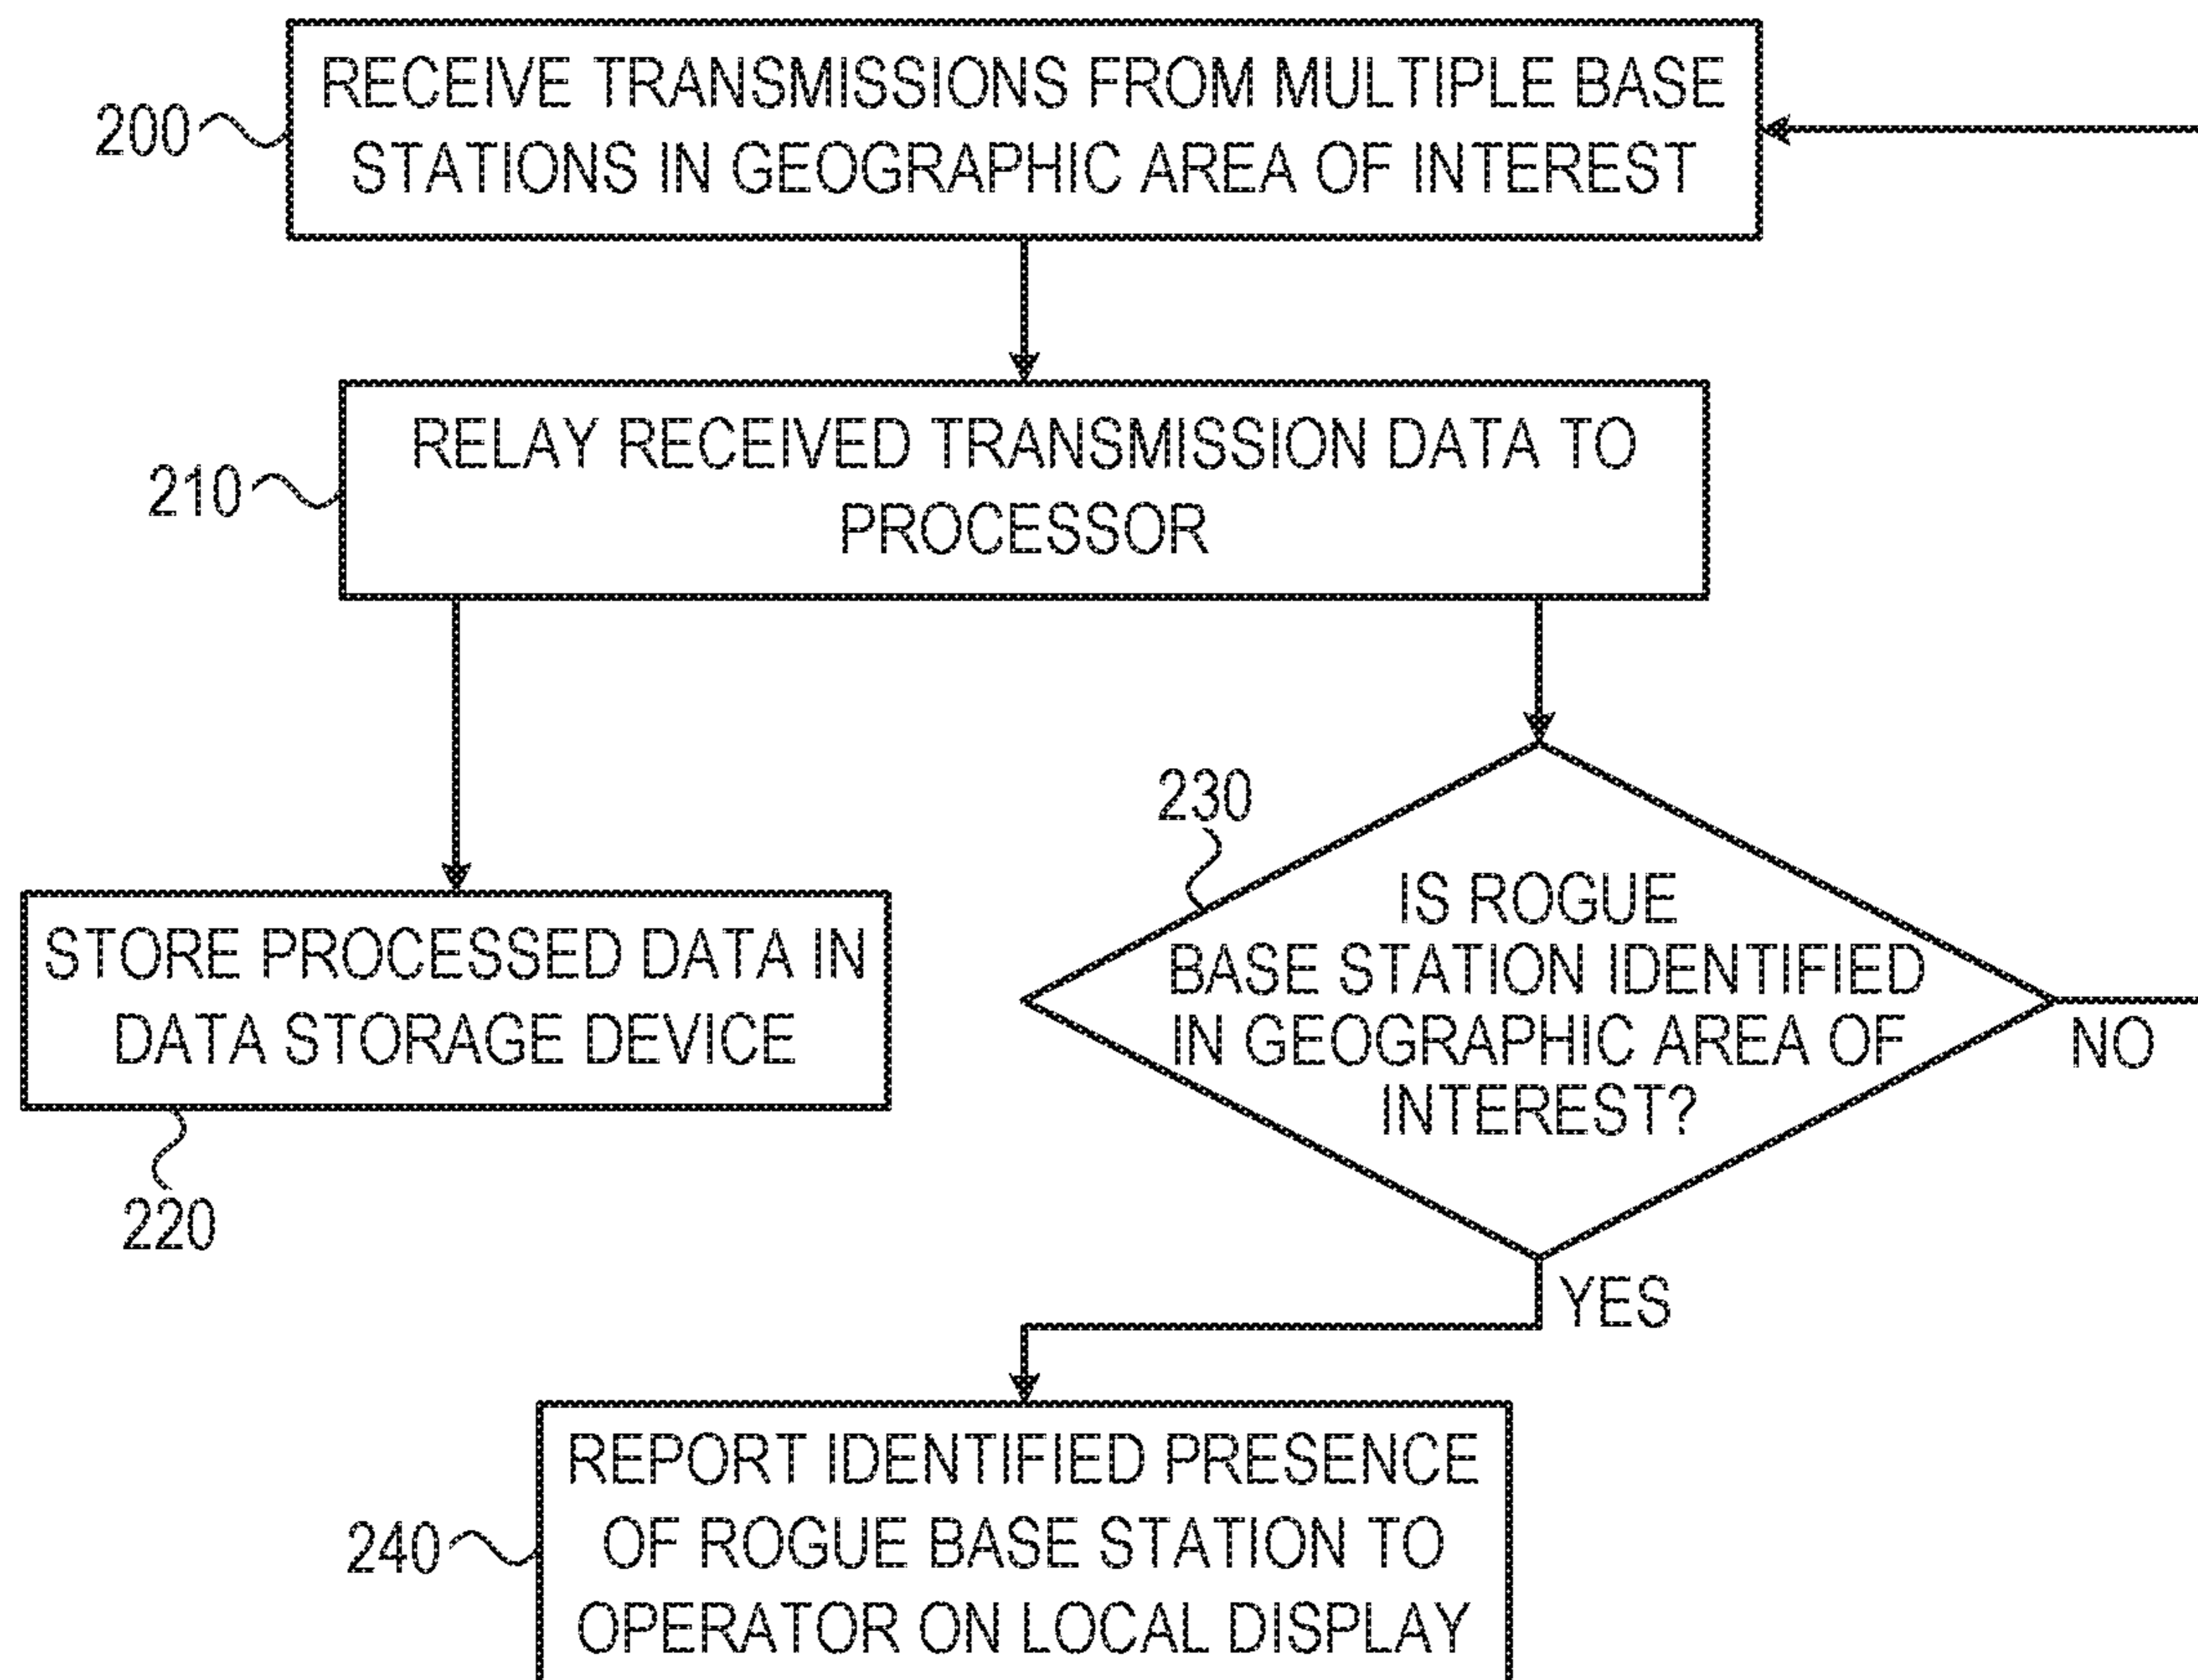 RECEIVE TRANSMISSIONS FROM MULTIPLE BASE
STATIONS IN GEOGRAPHIC AREA OF INTEREST
200
RELAY RECEIVED TRANSMISSION DATA TO
PROCESSOR
210
STORE PROCESSED DATA IN
DATA STORAGE DEVICE
220
230
IS ROGUE
BASE STATION IDENTIFIED
IN GEOGRAPHIC AREA OF
INTEREST?
NO
YES
REPORT IDENTIFIED PRESENCE
OF ROGUE BASE STATION TO
OPERATOR ON LOCAL DISPLAY
240